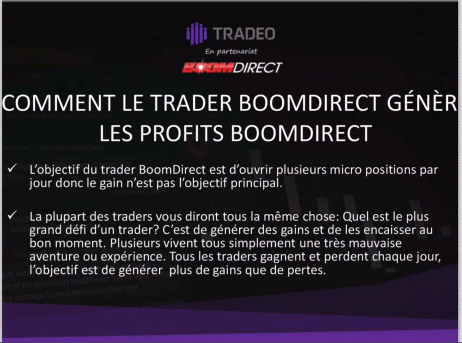 TRADEO
En partenariat
BOOMDIRECT
COMMENT LE TRADER BOOMDIRECT GÉNÈR
LES PROFITS BOOMDIRECT
✓ L'objectif du trader BoomDirect est d'ouvrir plusieurs micro positions par
jour donc le gain n'est pas l'objectif principal.
✓ La plupart des traders vous diront tous la même chose: Quel est le plus
grand défi d'un trader? C'est de générer des gains et de les encaisser au
bon moment. Plusieurs vivent tous simplement une très mauvaise
aventure ou expérience. Tous les traders gagnent et perdent chaque jour,
l'objectif est de générer plus de gains que de pertes.